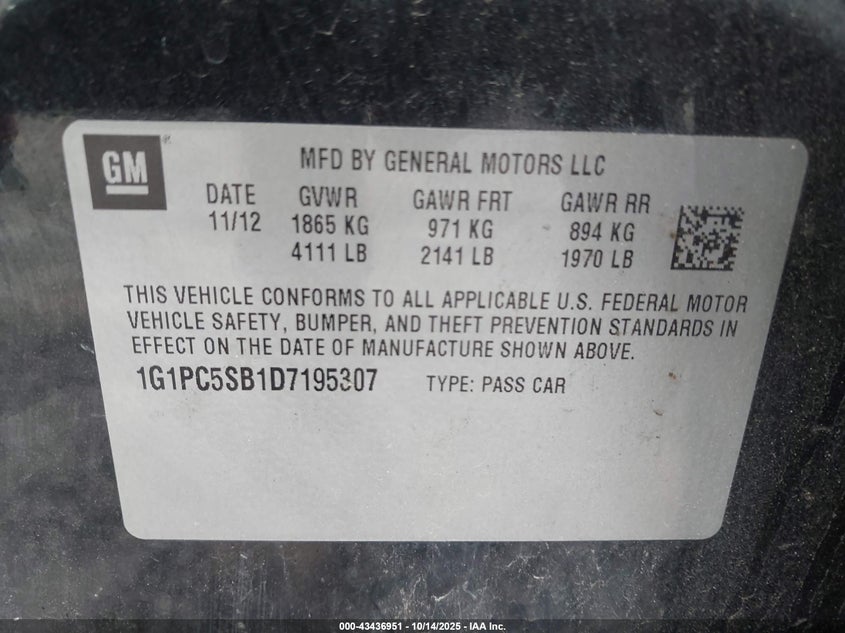 GM
MFD BY GENERAL MOTORS LLC
DATE GVWR GAWR FRT GAWR RR
11/12 1865 KG 971 KG 894 KG
4111 LB 2141 LB 1970 LB
THIS VEHICLE CONFORMS TO ALL APPLICABLE U.S. FEDERAL MOTOR
VEHICLE SAFETY, BUMPER, AND THEFT PREVENTION STANDARDS IN
EFFECT ON THE DATE OF MANUFACTURE SHOWN ABOVE.
1G1PC5SB1D7195307 TYPE: PASS CAR
000-43436951 | 10/14/2025 - IAA Inc.